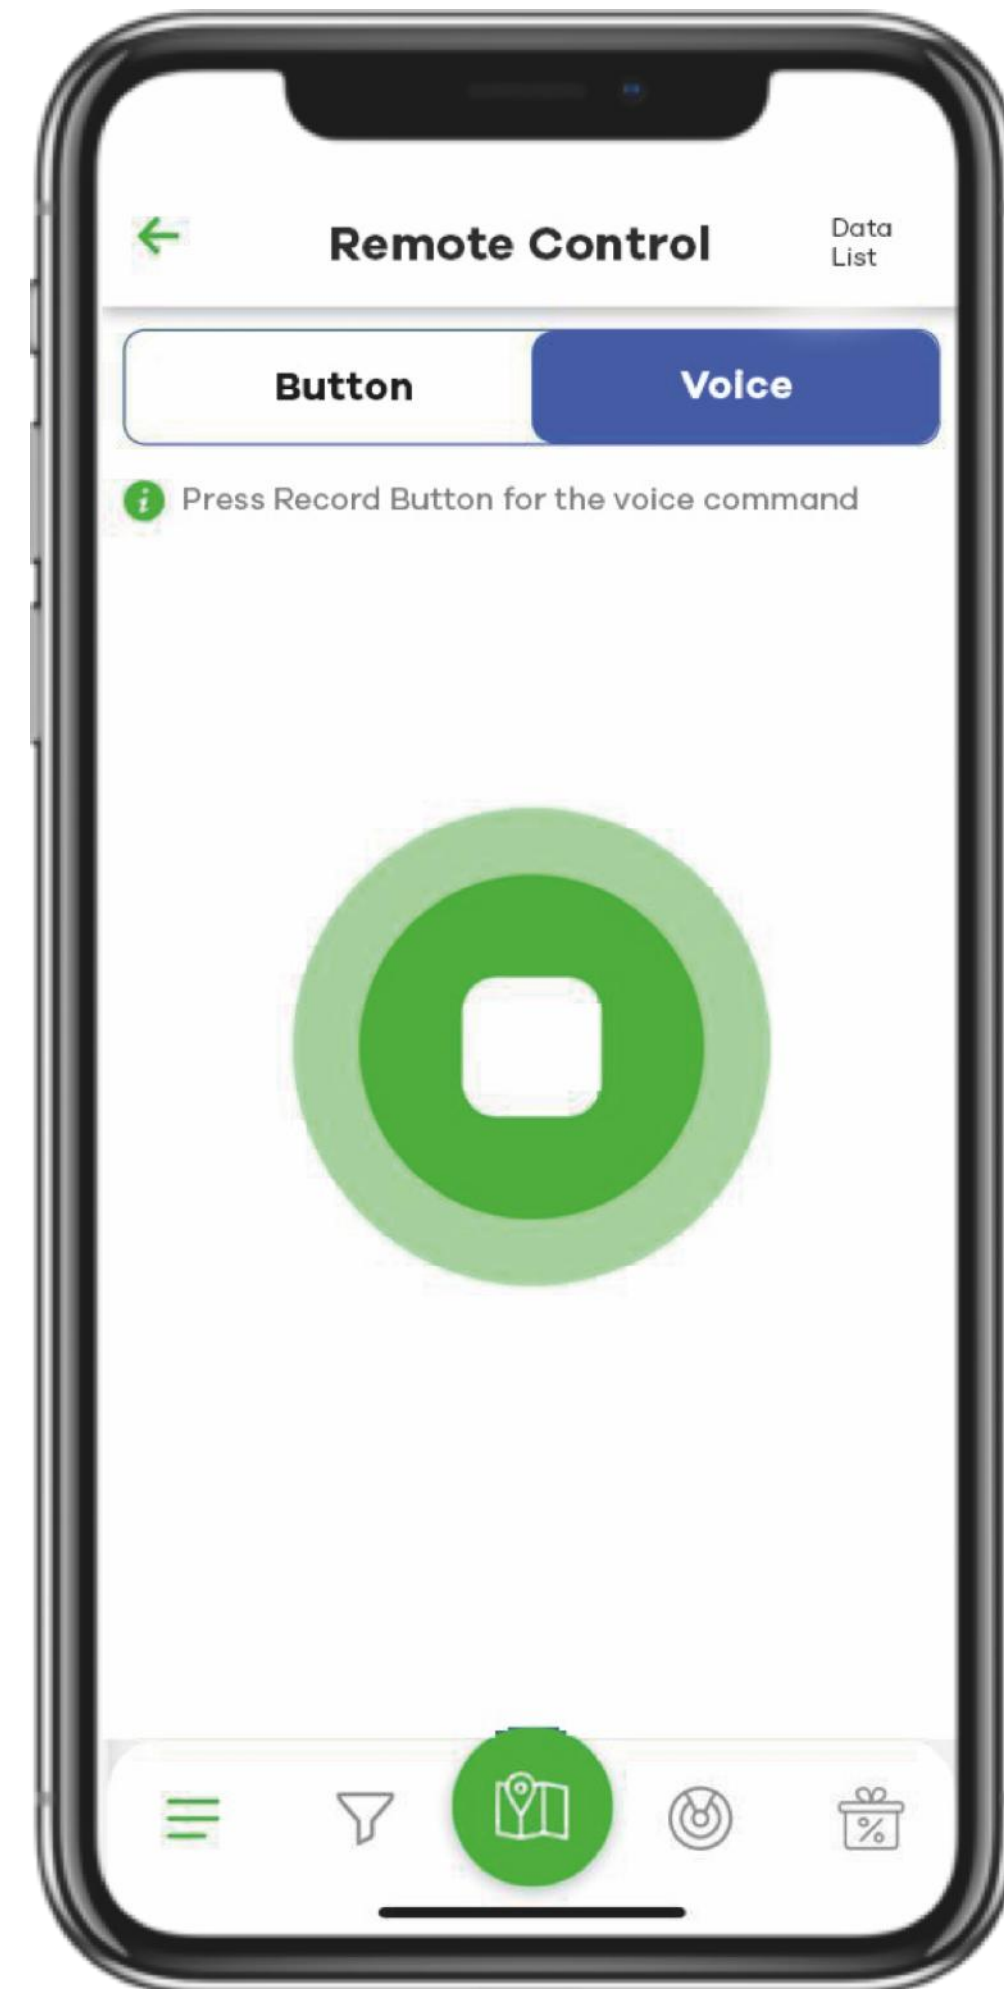 Remote Control
Data
List
Button
Voice
Press Record Button for the voice command